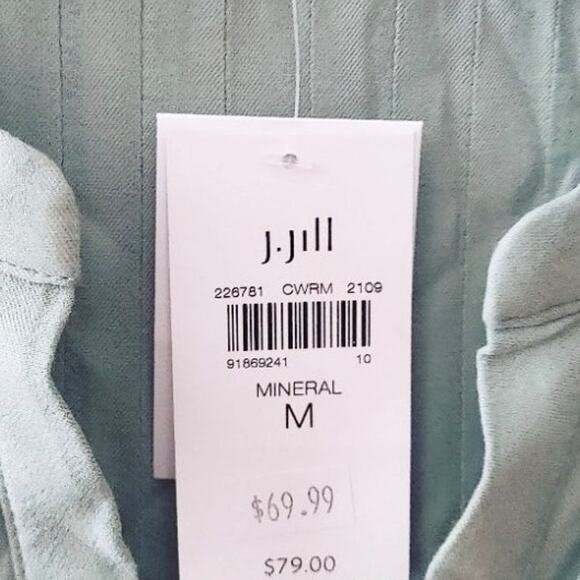 J.Jill
226781 CWRM 2109
91869241 10
MINERAL
M
$69.99
$79.00